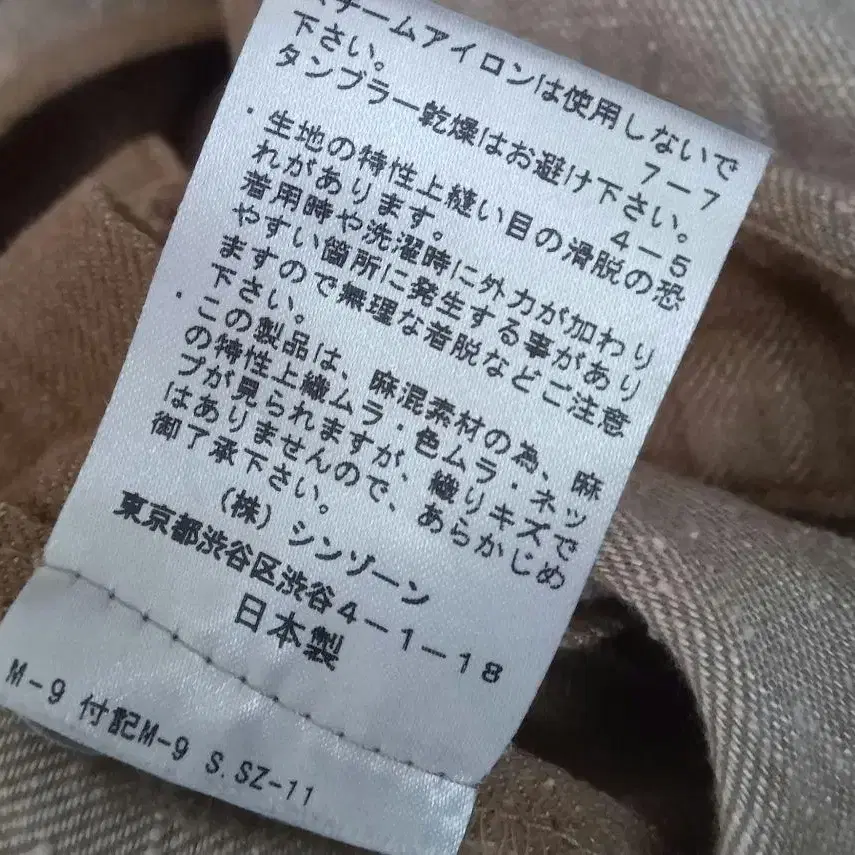 スチームアイロンは使用しないで
下さい。 7-7
タンブラー乾燥はお避け下さい。
4-5
・生地の特性上縫い目の滑脱の恐
れがあります。
着用時や洗濯時に外力が加わり
やすい箇所に発生する事があり
ますので無理な着脱などご注意
下さい。
・この製品は、麻混素材の為、麻
の特性上織ムラ・色ムラ・ネッ
プが見られますが、織りキズで
はありませんので、あらかじめ
御了承下さい。
(株) シンゾーン
東京都渋谷区渋谷4-1-18
日本製
M-9 付記M-9 S.SZ-11